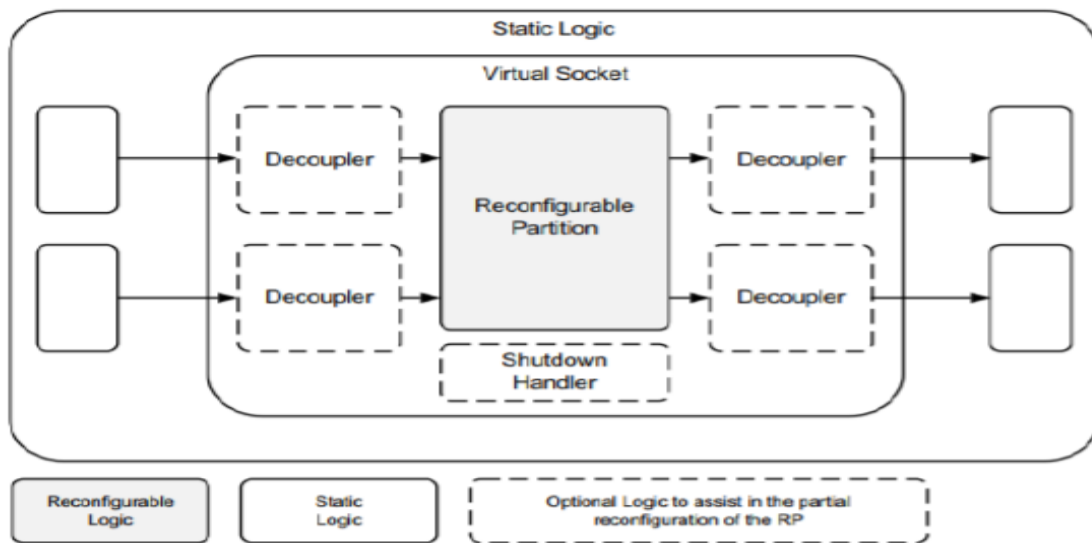 Static Logic
Virtual Socket
Decoupler
Decoupler
Reconfigurable
Partition
Decoupler
Decoupler
Shutdown
Handler
Reconfigurable
Logic
Static
Logic
Optional Logic to assist in the partial
reconfiguration of the RP